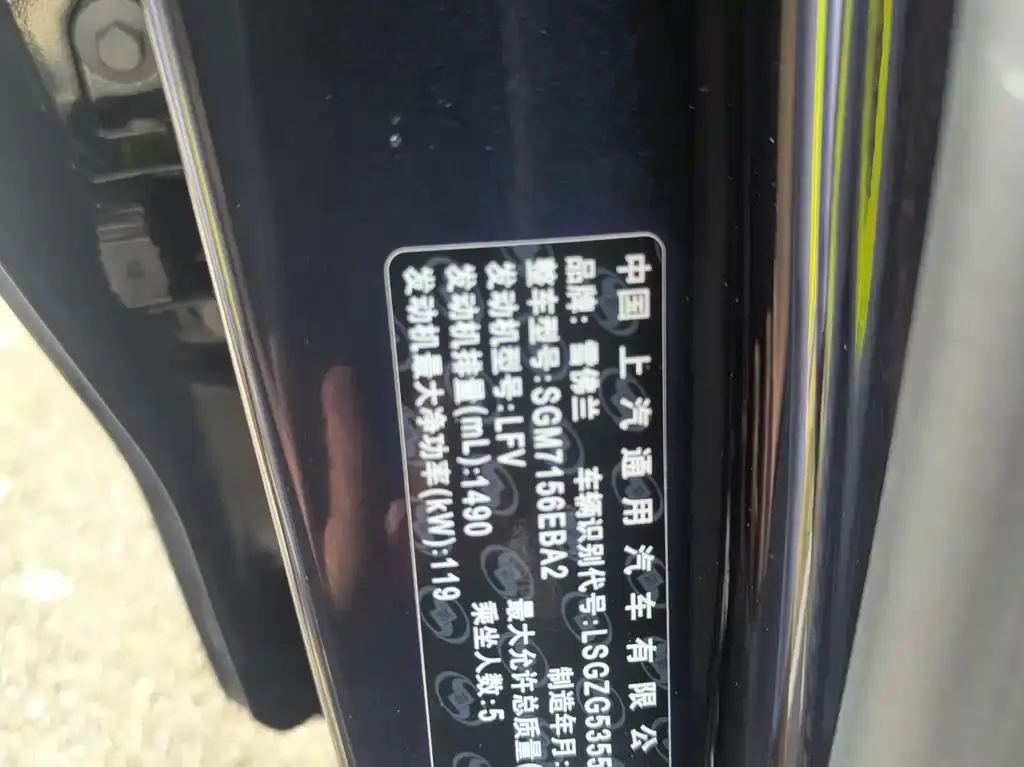 中国上汽通用汽车有限公
品牌：雪佛兰 车辆识别代号:LSGZG5355
整车型号:SGM7156EBA2 制造年月:
发动机型号:LFV 最大允许总质量(
发动机排量(mL):1490 乘坐人数:5
发动机最大净功率(kW):119